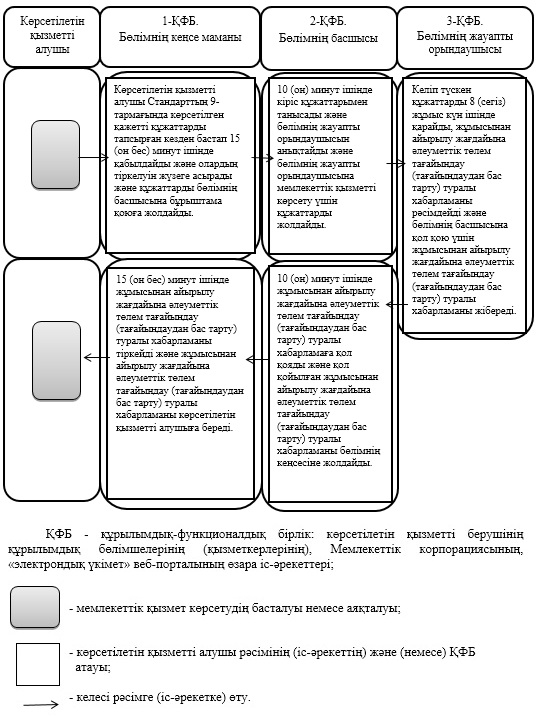 Көрсетілетін
қызметті
алушы
1-ҚФБ.
Бөлімнің кеңсе маманы
2-ҚФБ.
Бөлімнің басшысы
3-ҚФБ.
Бөлімнің жауапты
орындаушысы
Көрсетілетін қызметті
алушы Стандарттың 9-
тармағында көрсетілген
қажетті құжаттарды
тапсырған кезден бастап 15
(он бес) минут ішінде
қабылдайды және олардың
тіркелуін жүзеге асырады
және құжаттарды бөлімнің
басшысына бұрыштама
қоюға жолдайды.
10 (он) минут ішінде
кіріс құжаттарымен
танысады және
бөлімнің жауапты
орындаушысын
анықтайды және
бөлімнің жауапты
орындаушысына
мемлекеттік қызметті
көрсету үшін
құжаттарды
жолдайды.
Келіп түскен
құжаттарды 8 (сегіз)
жұмыс күн ішінде
қарайды, жұмысынан
айырылу жағдайына
әлеуметтік төлем
тағайындау
(тағайындаудан бас
тарту) туралы
хабарламаны
рәсімдейді және
бөлімнің басшысына
қол қою үшін
жұмысынан айырылу
жағдайына әлеуметтік
төлем тағайындау
(тағайындаудан бас
тарту) туралы
хабарламаны жібереді.
15 (он бес) минут ішінде
жұмысынан айырылу
жағдайына әлеуметтік
төлем тағайындау
(тағайындаудан бас тарту)
туралы хабарламаны
тіркейді және жұмысынан
айырылу жағдайына
әлеуметтік төлем
тағайындау (тағайындаудан
бас тарту) туралы
хабарламаны көрсетілетін
қызметті алушыға береді.
10 (он) минут ішінде
жұмысынан айырылу
жағдайына әлеуметтік
төлем тағайындау
(тағайындаудан бас
тарту) туралы
хабарламаға қол
қояды және қол
қойылған жұмысынан
айырылу жағдайына
әлеуметтік төлем
тағайындау
(тағайындаудан бас
тарту) туралы
хабарламаны бөлімнің
кеңсесіне жолдайды.
ҚФБ - құрылымдық-функционалдық бірлік: көрсетілетін қызметті берушінің
құрылымдық бөлімшелерінің (қызметкерлерінің), Мемлекеттік корпорациясының,
«электрондық үкімет» веб-порталының өзара іс-әрекеттері;
- мемлекеттік қызмет көрсетудің басталуы немесе аяқталуы;
- көрсетілетін қызметті алушы рәсімінің (іс-әрекеттің) және (немесе) ҚФБ
атауы;
- келесі рәсімге (іс-әрекетке) өту.